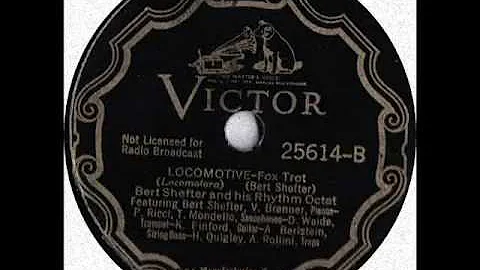 HIS MASTER'S VOICE
VICTOR
Not Licensed for
Radio Broadcast
25614-B
LOCOMOTIVE-Fox Trot
(Locomotora) (Bert Shefter)
Bert Shefter and his Rhythm Octet
Featuring Bert Shefter, V. Brenner, Pianos-
P. Ricci, T. Mondello, Saxophones-D. Wade,
Trumpet-K. Binford, Guitar-A. Bernstein,
String Bass-H. Quigley, A. Rollini, Traps